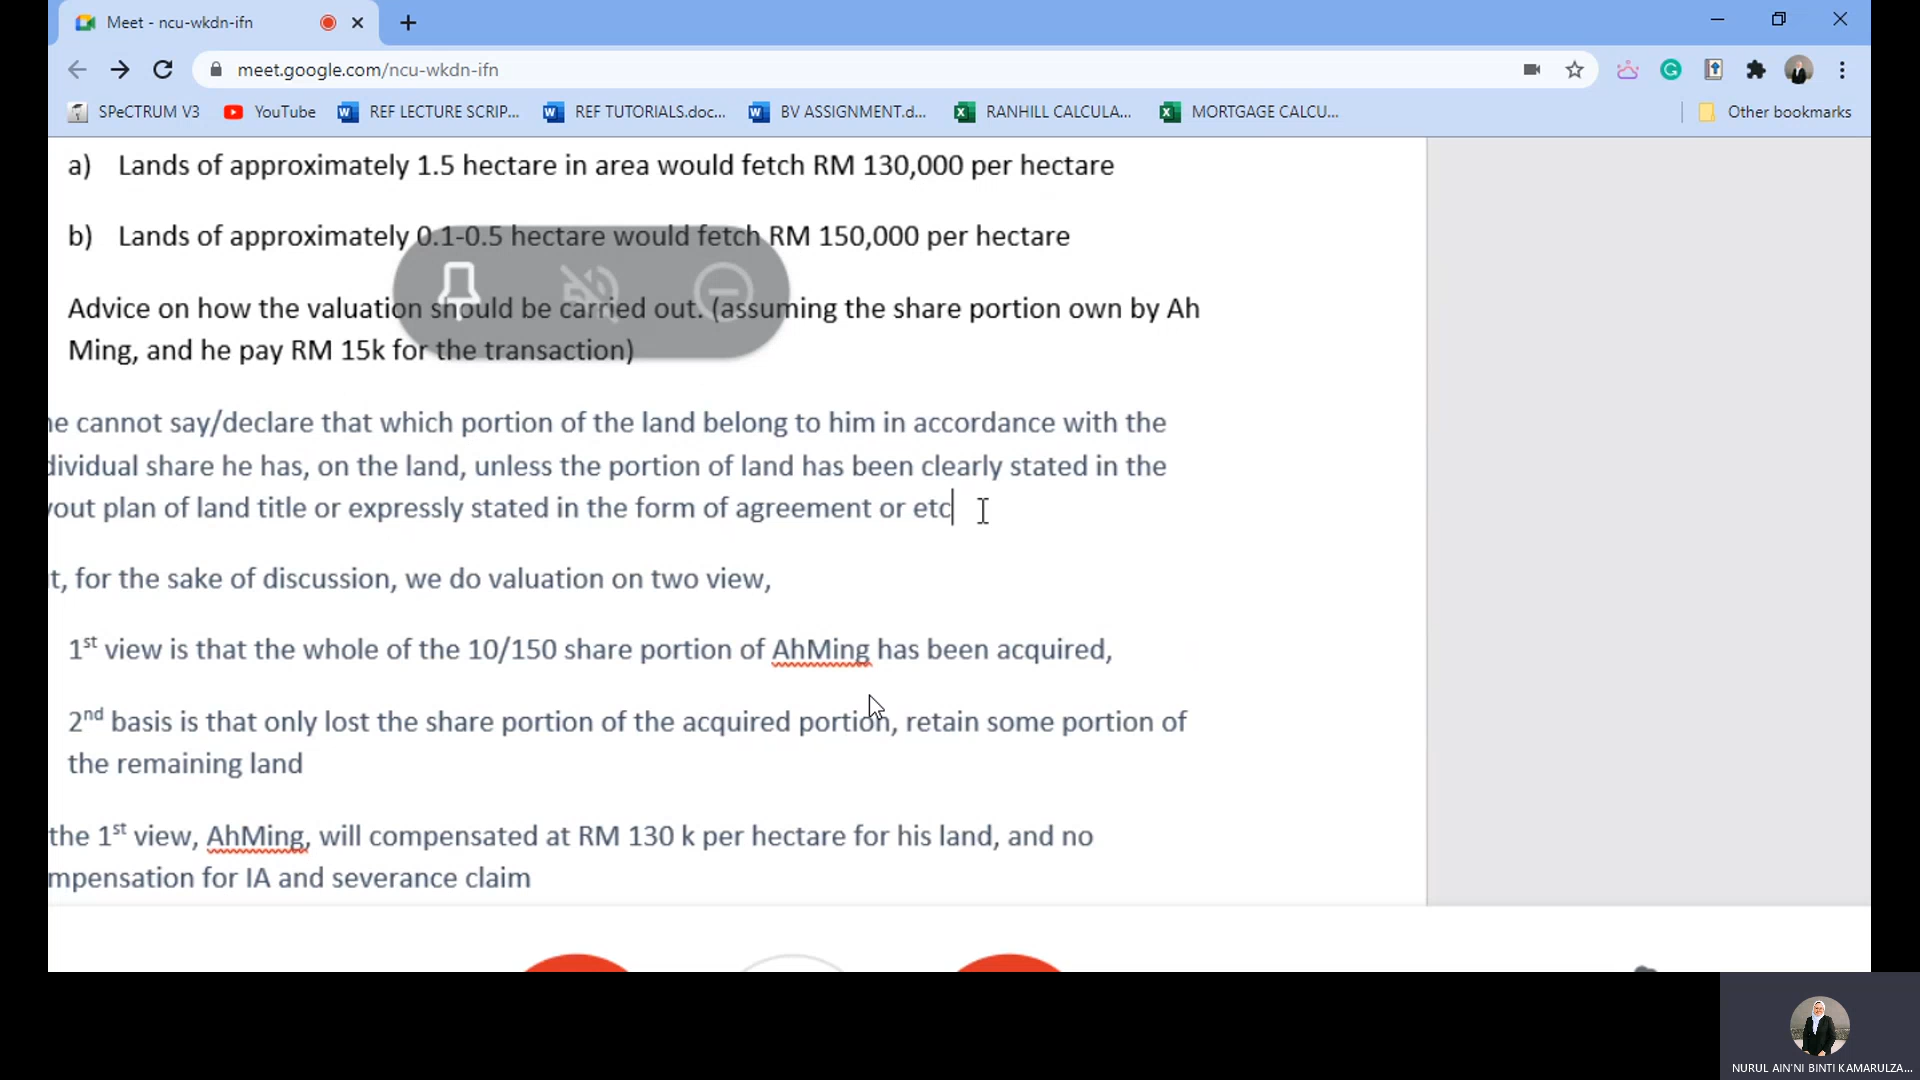 Meet - ncu-wkdn-ifn
meet.google.com/ncu-wkdn-ifn
SPeCTRUM V3 YouTube REF LECTURE SCRIP... REF TUTORIALS.doc... BV ASSIGNMENT.d... RANHILL CALCULA... MORTGAGE CALCU... Other bookmarks
a) Lands of approximately 1.5 hectare in area would fetch RM 130,000 per hectare
b) Lands of approximately 0.1-0.5 hectare would fetch RM 150,000 per hectare
Advice on how the valuation should be carried out. (assuming the share portion own by Ah
Ming, and he pay RM 15k for the transaction)
he cannot say/declare that which portion of the land belong to him in accordance with the
dividual share he has, on the land, unless the portion of land has been clearly stated in the
yout plan of land title or expressly stated in the form of agreement or etc
t, for the sake of discussion, we do valuation on two view,
1st view is that the whole of the 10/150 share portion of AhMing has been acquired,
2nd basis is that only lost the share portion of the acquired portion, retain some portion of
the remaining land
the 1st view, AhMing, will compensated at RM 130 k per hectare for his land, and no
mpensation for IA and severance claim
NURUL AIN'NI BINTI KAMARULZA...